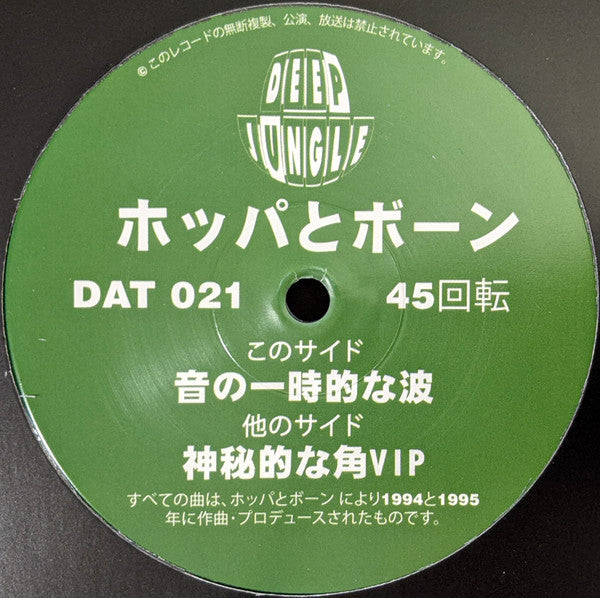 ©このレコードの無断複製、公演、放送は禁止されています。
DEEP
JUNGLE
ホッパとボーン
DAT 021
45回転
このサイド
音の一時的な波
他のサイド
神秘的な角VIP
すべての曲は、ホッパとボーン により1994と1995
年に作曲・プロデュースされたものです。